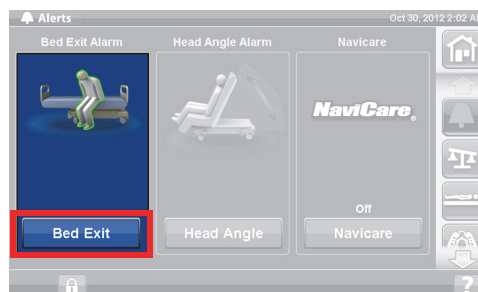 Alerts
Oct 30, 2012 2:02 A
Bed Exit Alarm
Head Angle Alarm
Navicare
NaviCare®
Off
Bed Exit
Head Angle
Navicare
?